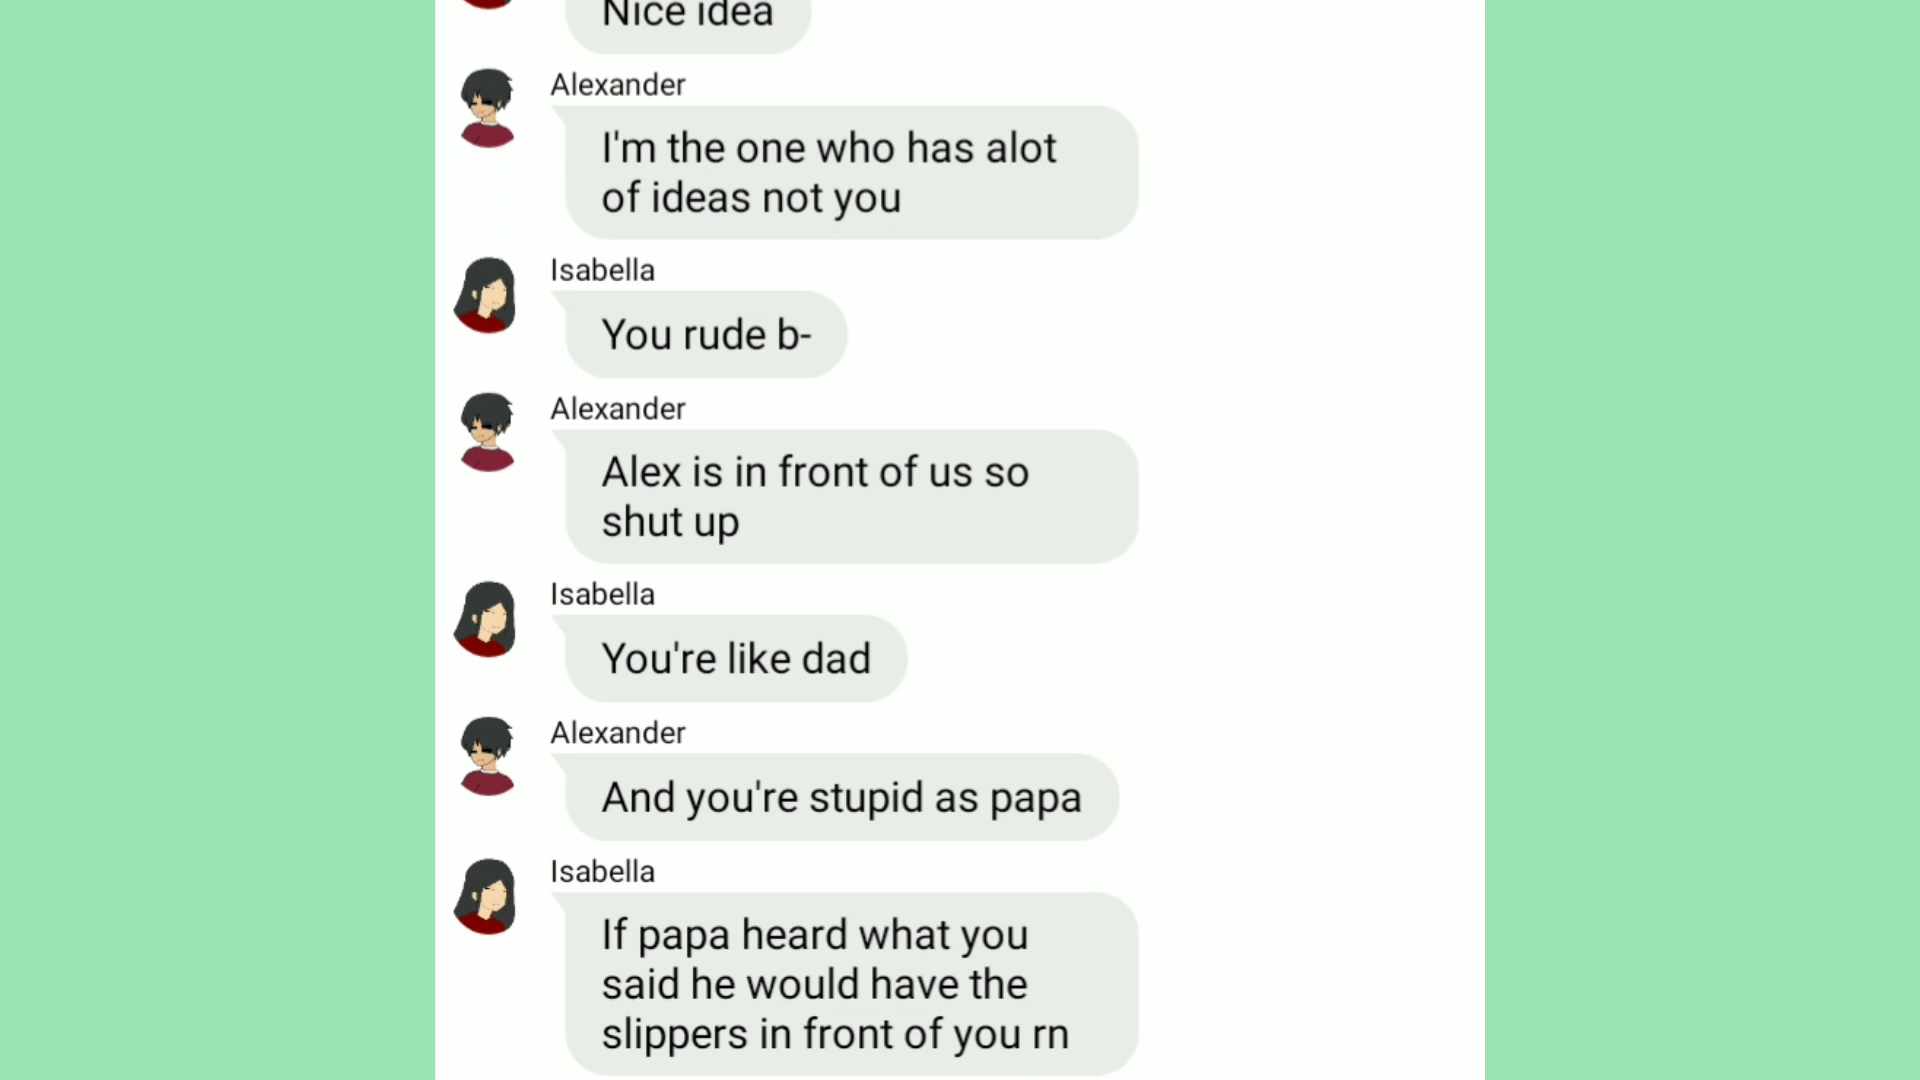 Nice idea
Alexander
I'm the one who has alot
of ideas not you
Isabella
You rude b-
Alexander
Alex is in front of us so
shut up
Isabella
You're like dad
Alexander
And you're stupid as papa
Isabella
If papa heard what you
said he would have the
slippers in front of you rn